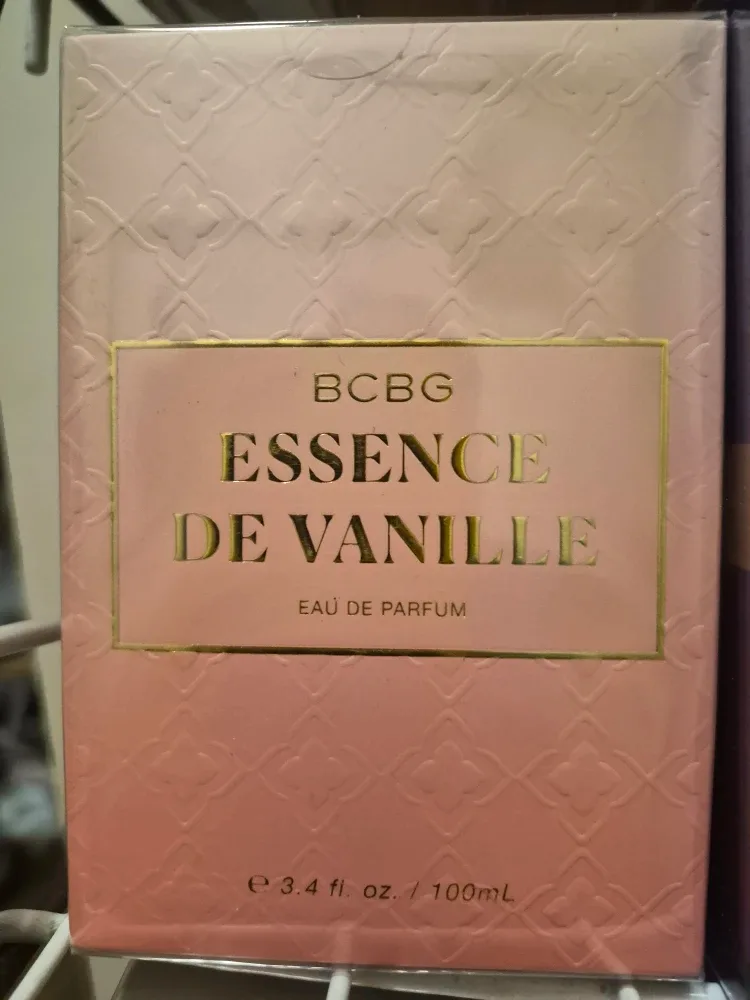 BCBG
ESSENCE
DE VANILLE
EAU DE PARFUM
℮ 3.4 fl. oz. / 100mL